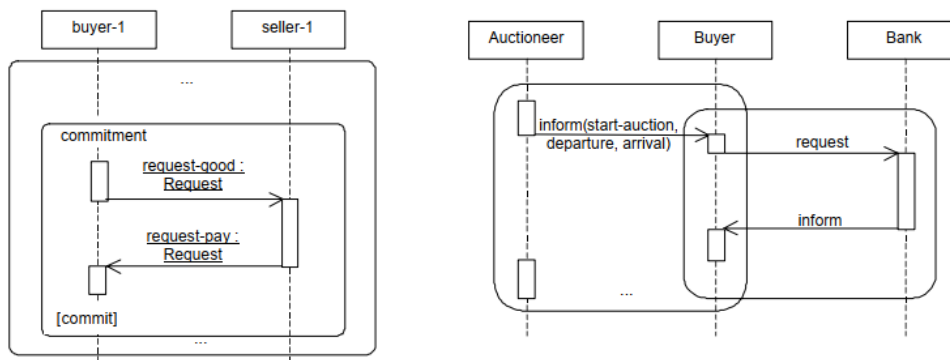 buyer-1
seller-1
...
commitment
request-good :
Request
request-pay :
Request
[commit]
...
Auctioneer
Buyer
Bank
inform(start-auction,
departure, arrival)
request
inform
...